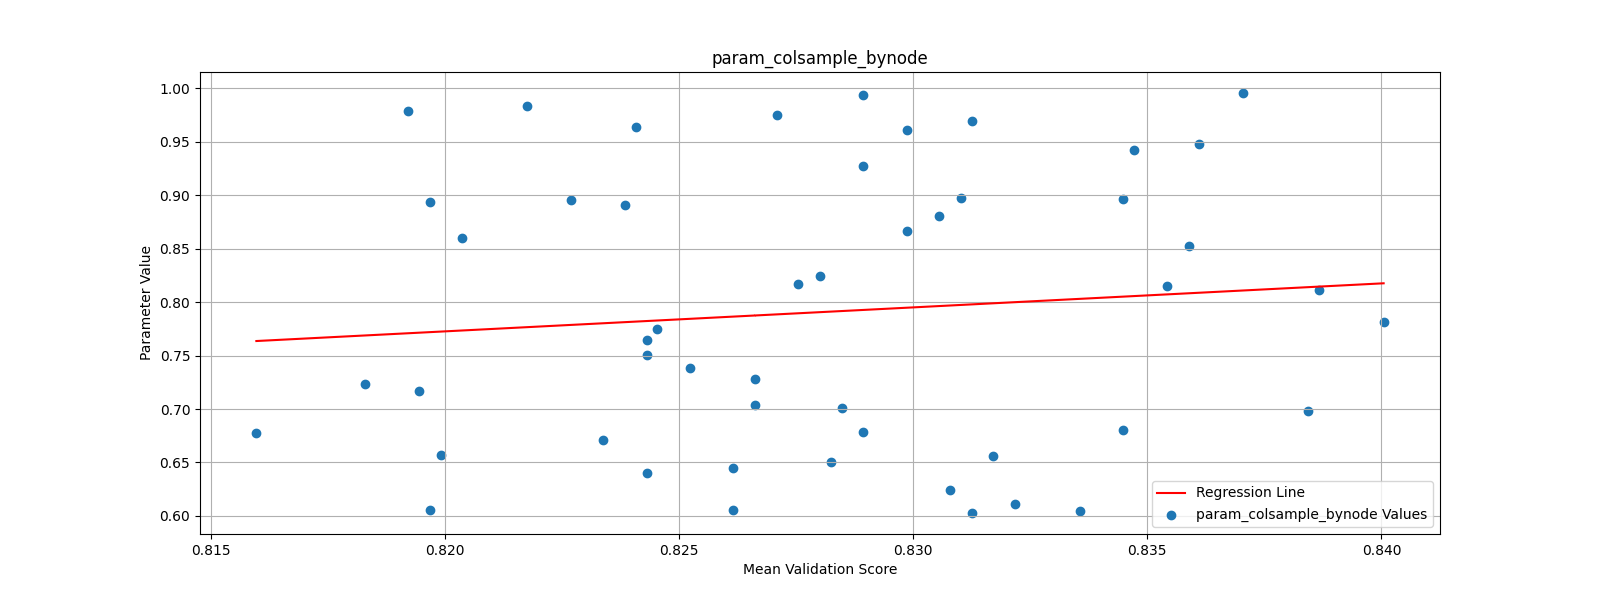 param_colsample_bynode
1.00
0.95
0.90
0.85
0.80
0.75
0.70
0.65
0.60
Parameter Value
Regression Line
param_colsample_bynode Values
0.815 0.820 0.825 0.830 0.835 0.840
Mean Validation Score